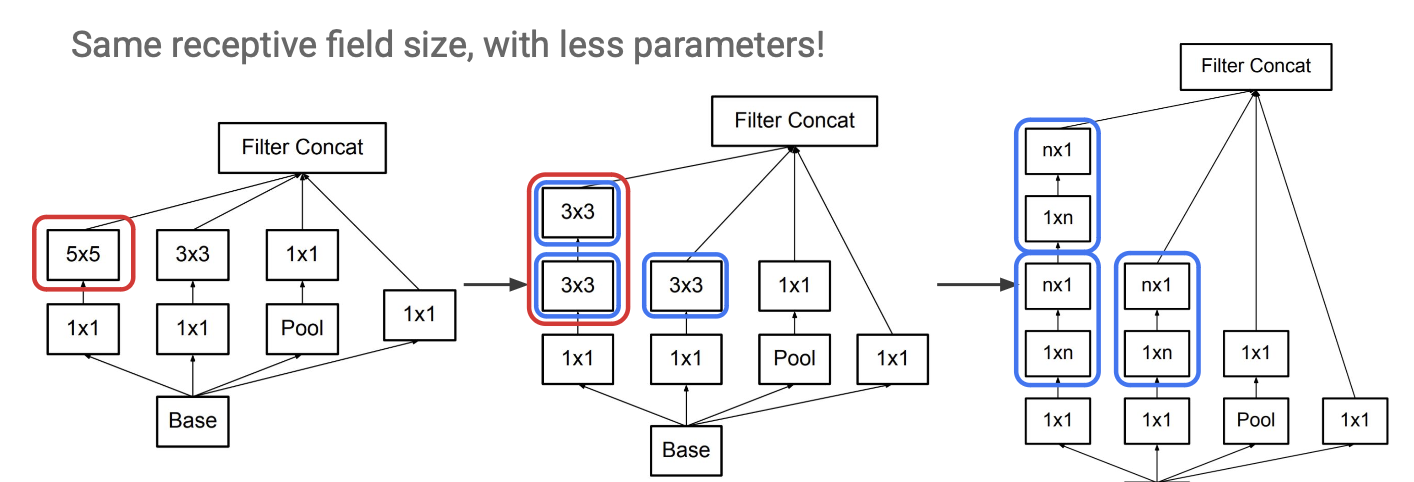 Same receptive field size, with less parameters!
Filter Concat
5x5
3x3
1x1
1x1
1x1
Pool
1x1
Base
Filter Concat
3x3
3x3
3x3
1x1
1x1
1x1
Pool
1x1
Base
Filter Concat
nx1
1xn
nx1
nx1
1xn
1xn
1x1
1x1
1x1
Pool
1x1